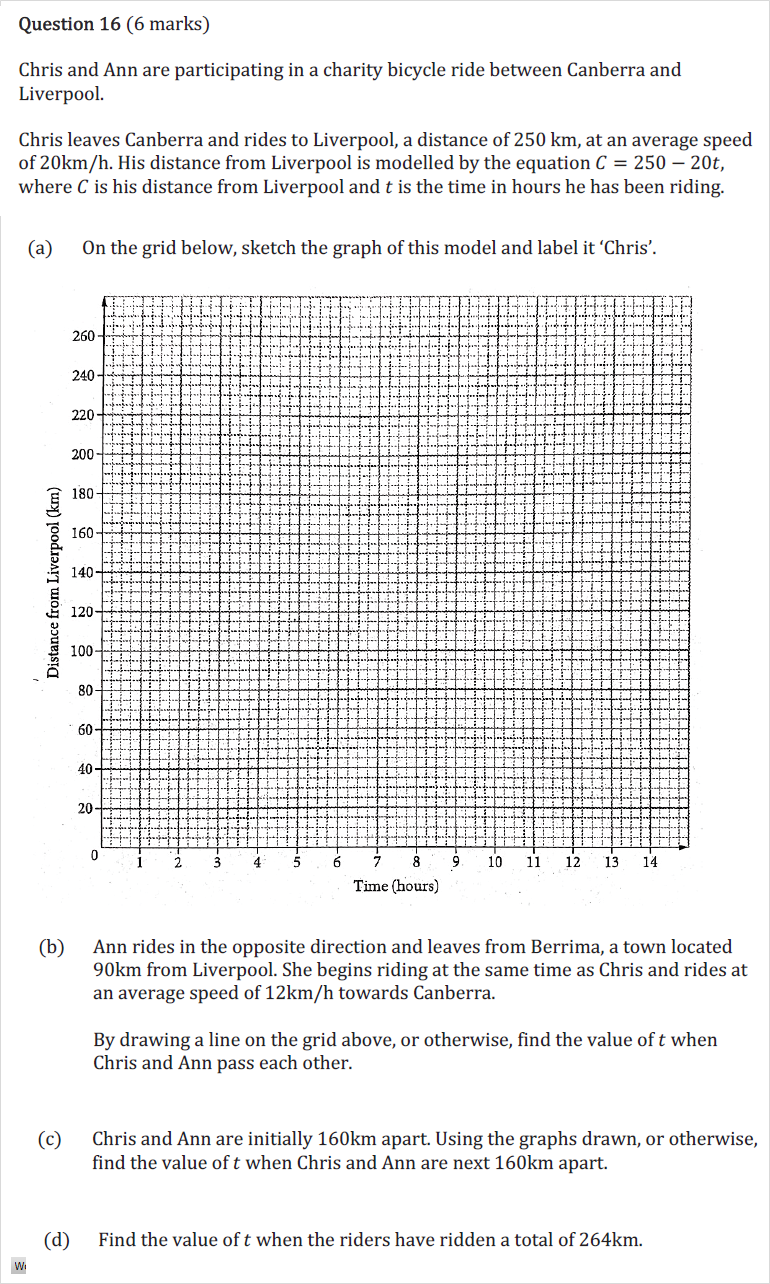 Question 16 (6 marks)
Chris and Ann are participating in a charity bicycle ride between Canberra and
Liverpool.
Chris leaves Canberra and rides to Liverpool, a distance of 250 km, at an average speed
of 20km/h. His distance from Liverpool is modelled by the equation C = 250 − 20t,
where C is his distance from Liverpool and t is the time in hours he has been riding.
(a) On the grid below, sketch the graph of this model and label it ‘Chris’.
Distance from Liverpool (km)
260
240
220
200
180
160
140
120
100
80
60
40
20
0 1 2 3 4 5 6 7 8 9 10 11 12 13 14
Time (hours)
(b) Ann rides in the opposite direction and leaves from Berrima, a town located
90km from Liverpool. She begins riding at the same time as Chris and rides at
an average speed of 12km/h towards Canberra.
By drawing a line on the grid above, or otherwise, find the value of t when
Chris and Ann pass each other.
(c) Chris and Ann are initially 160km apart. Using the graphs drawn, or otherwise,
find the value of t when Chris and Ann are next 160km apart.
(d) Find the value of t when the riders have ridden a total of 264km.